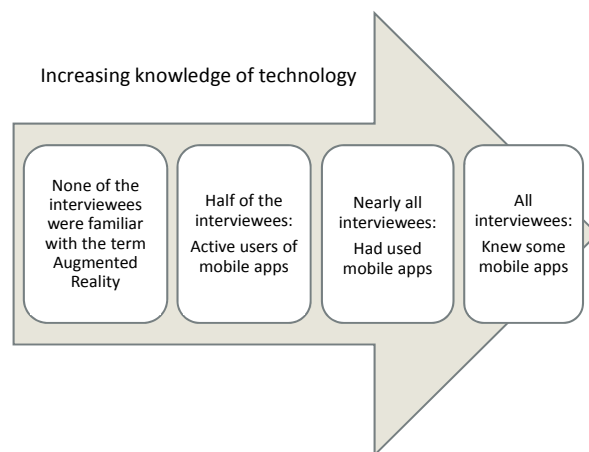 Increasing knowledge of technology
None of the
interviewees
were familiar
with the term
Augmented
Reality
Half of the
interviewees:
Active users of
mobile apps
Nearly all
interviewees:
Had used
mobile apps
All
interviewees:
Knew some
mobile apps